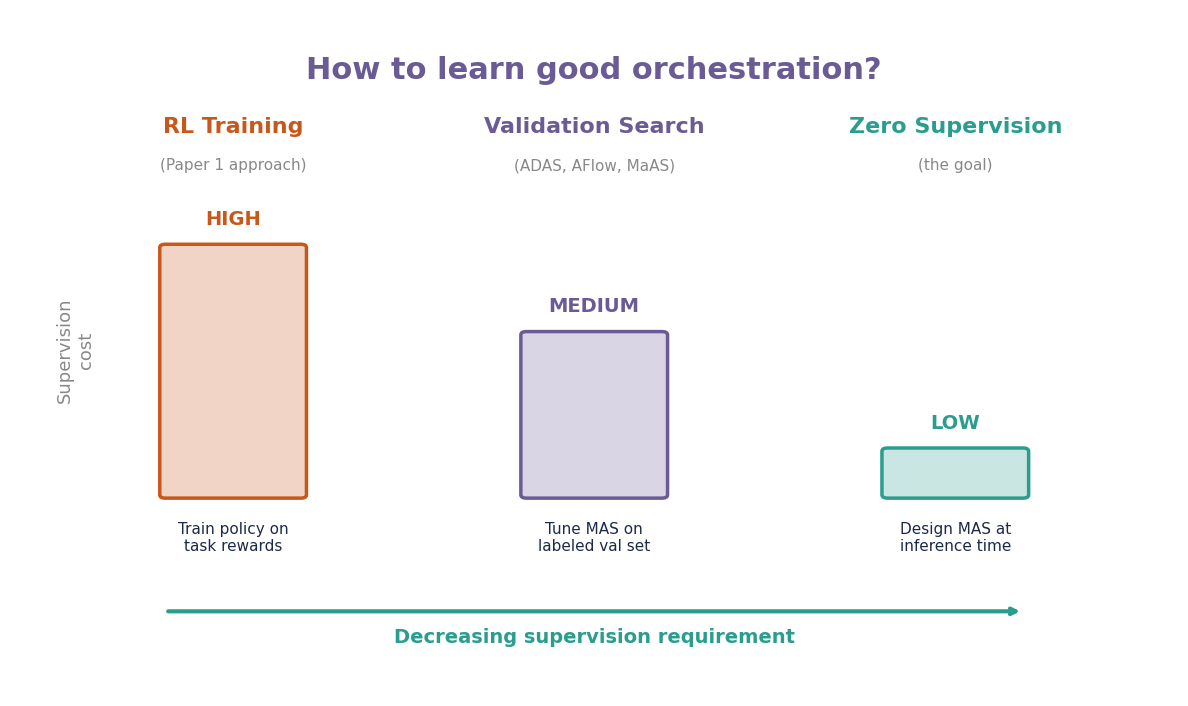 How to learn good orchestration?
RL Training
(Paper 1 approach)
HIGH
Validation Search
(ADAS, AFlow, MaAS)
MEDIUM
Zero Supervision
(the goal)
LOW
Supervision
cost
Train policy on
task rewards
Tune MAS on
labeled val set
Design MAS at
inference time
Decreasing supervision requirement